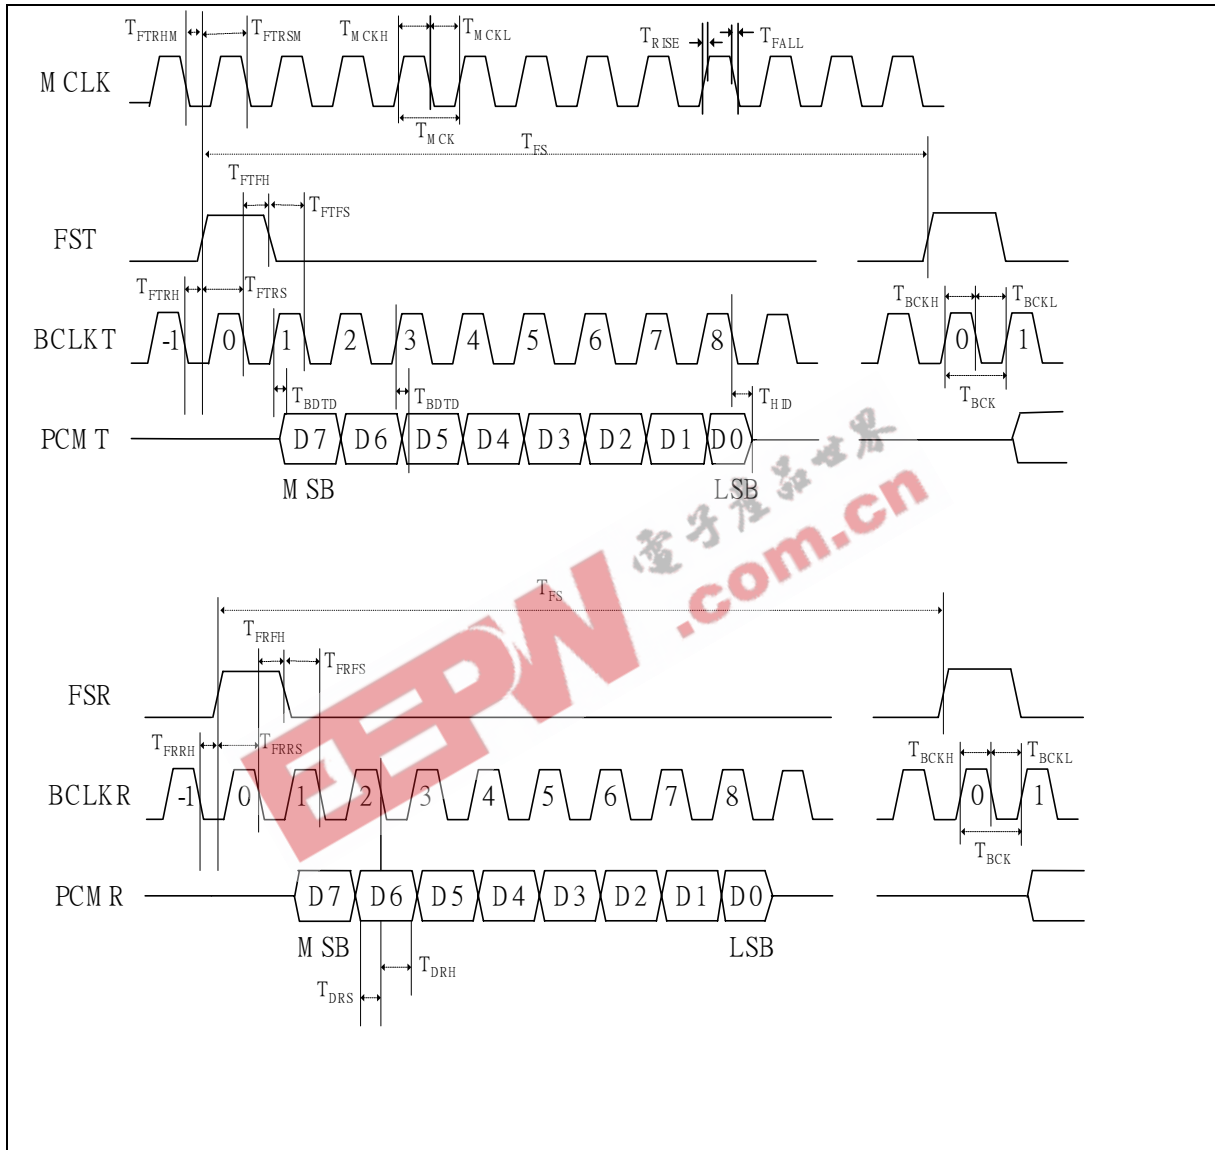 TFTRHM TFTRSM TMCKH TMCKL TRISE TFALL
MCLK
TMCK
TFS
TFTFH TFTFS
FST
TFTRH TFTRS TBCKH TBCKL
BCLKT -1 0 1 2 3 4 5 6 7 8 0 1
TBDTD TBDTD THID TBCK
PCMT D7 D6 D5 D4 D3 D2 D1 D0
MSB LSB
電子產品世界
.com.cn
EEPW
TFS
TFRFH TFRFS
FSR
TFRRH TFRRS TBCKH TBCKL
BCLKR -1 0 1 2 3 4 5 6 7 8 0 1
TBCK
PCMR D7 D6 D5 D4 D3 D2 D1 D0
MSB LSB
TDRH
TDRS